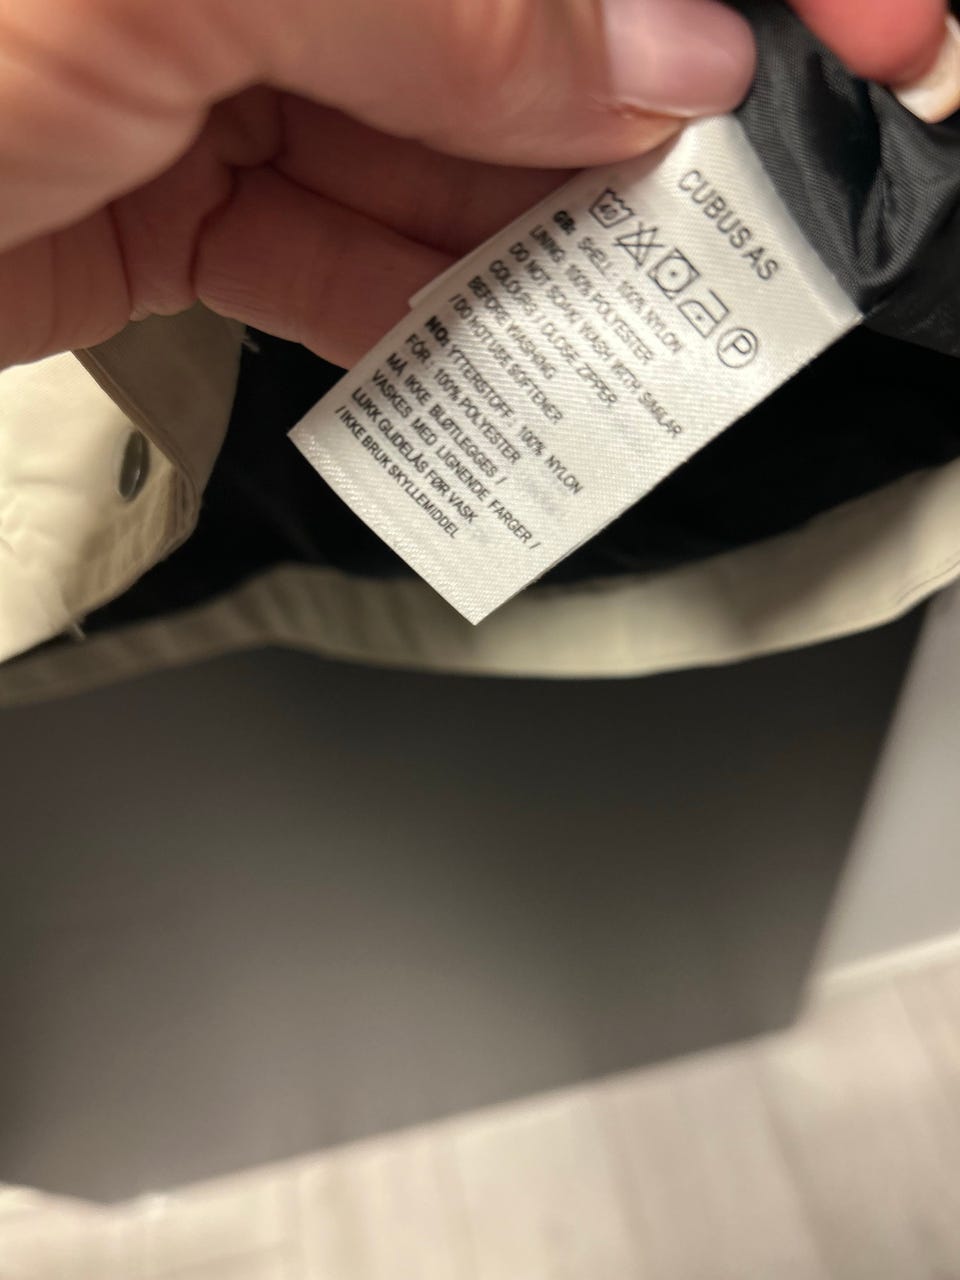 CUBUS AS
40 P
GB: SHELL: 100% NYLON
LINING: 100% POLYESTER
DO NOT SOAK / WASH WITH SIMILAR
COLOURS / CLOSE ZIPPER
BEFORE WASHING
/ DO NOT USE SOFTENER
NO: YTTERSTOFF: 100% NYLON
FÓR: 100% POLYESTER
MÅ IKKE BLØTLEGGES /
VASKES MED LIGNENDE FARGER /
LUKK GLIDELÅS FØR VASK
/ IKKE BRUK SKYLLEMIDDEL